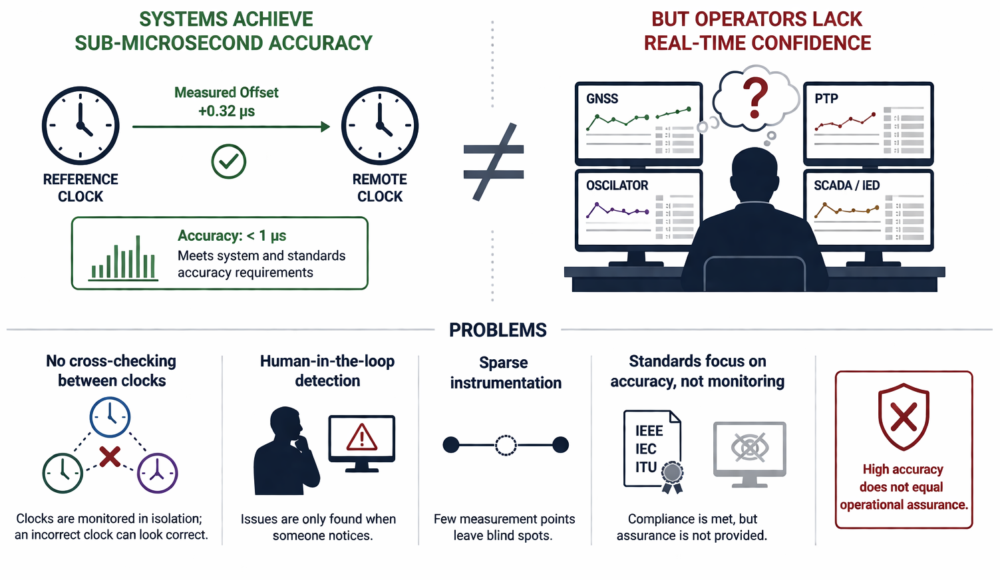 SYSTEMS ACHIEVE
SUB-MICROSECOND ACCURACY
Measured Offset
+0.32 µs
REFERENCE
CLOCK
REMOTE
CLOCK
Accuracy: < 1 µs
Meets system and standards
accuracy requirements
≠
BUT OPERATORS LACK
REAL-TIME CONFIDENCE
GNSS
?
PTP
OSCILATOR
SCADA / IED
PROBLEMS
No cross-checking
between clocks
Clocks are monitored in isolation;
an incorrect clock can look correct.
Human-in-the-loop
detection
Issues are only found when
someone notices.
Sparse
instrumentation
Few measurement points
leave blind spots.
Standards focus on
accuracy, not monitoring
IEEE
IEC
ITU
Compliance is met, but
assurance is not provided.
High accuracy
does not equal
operational assurance.